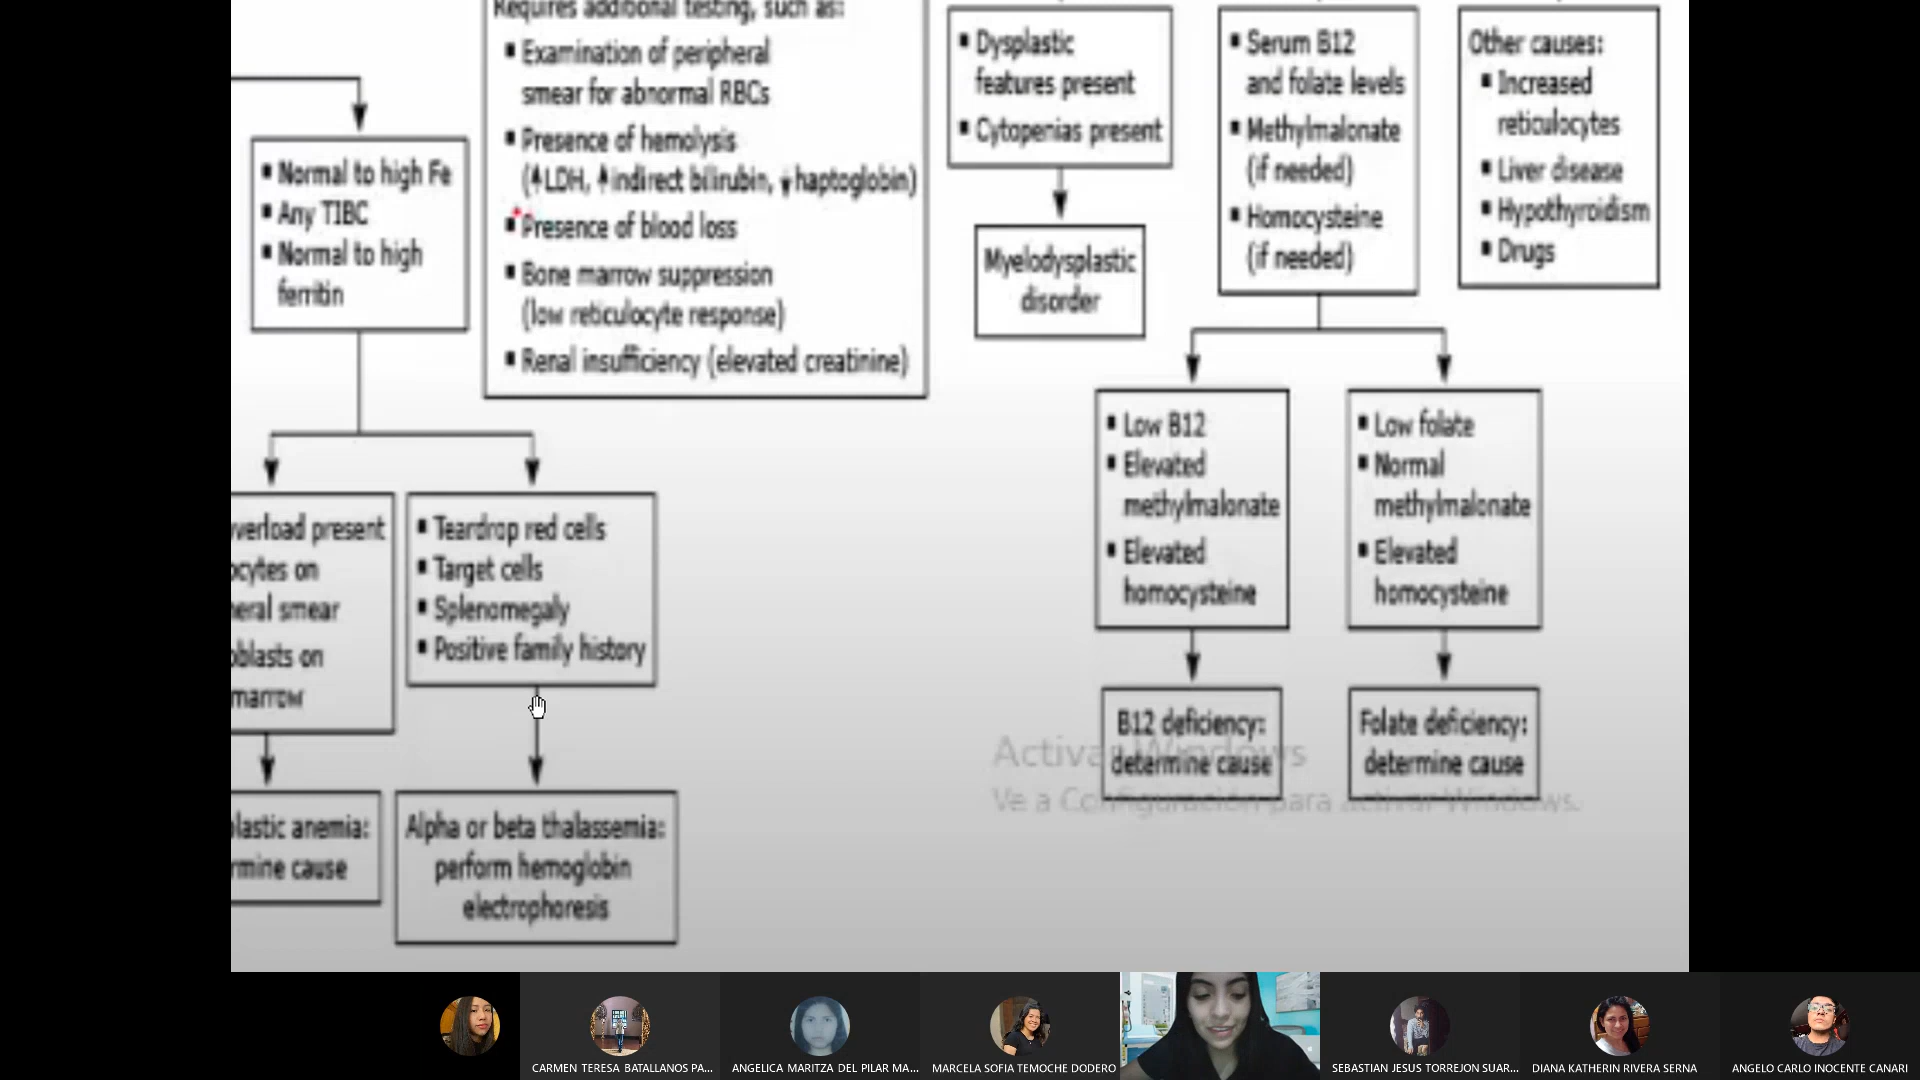 Requires additional testing, such as:
▪ Examination of peripheral
smear for abnormal RBCs
▪ Presence of hemolysis
(↑LDH, ↑indirect bilirubin, ↓haptoglobin)
▪ Presence of blood loss
▪ Bone marrow suppression
(low reticulocyte response)
▪ Renal insufficiency (elevated creatinine)
▪ Normal to high Fe
▪ Any TIBC
▪ Normal to high
ferritin
▪ Dysplastic
features present
▪ Cytopenias present
Myelodysplastic
disorder
▪ Serum B12
and folate levels
▪ Methylmalonate
(if needed)
▪ Homocysteine
(if needed)
Other causes:
▪ Increased
reticulocytes
▪ Liver disease
▪ Hypothyroidism
▪ Drugs
verload present
ocytes on
heral smear
oblasts on
marrow
▪ Teardrop red cells
▪ Target cells
▪ Splenomegaly
▪ Positive family history
▪ Low B12
▪ Elevated
methylmalonate
▪ Elevated
homocysteine
▪ Low folate
▪ Normal
methylmalonate
▪ Elevated
homocysteine
B12 deficiency:
determine cause
Folate deficiency:
determine cause
lastic anemia:
rmine cause
Alpha or beta thalassemia:
perform hemoglobin
electrophoresis
Activar Windows
Ve a Configuración para activar Windows.
CARMEN TERESA BATALLANOS PA...
ANGELICA MARITZA DEL PILAR MA...
MARCELA SOFIA TEMOCHE DODERO
SEBASTIAN JESUS TORREJON SUAR...
DIANA KATHERIN RIVERA SERNA
ANGELO CARLO INOCENTE CANARI